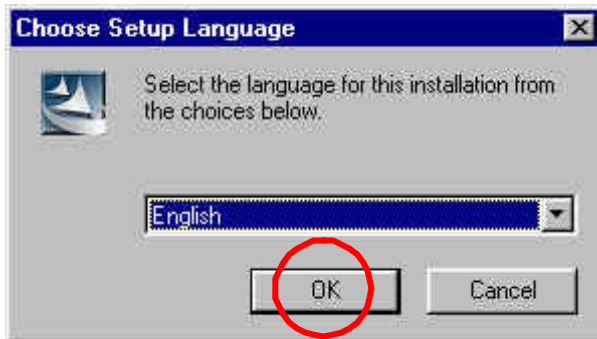 Choose Setup Language
Select the language for this installation from
the choices below.
English
OK
Cancel